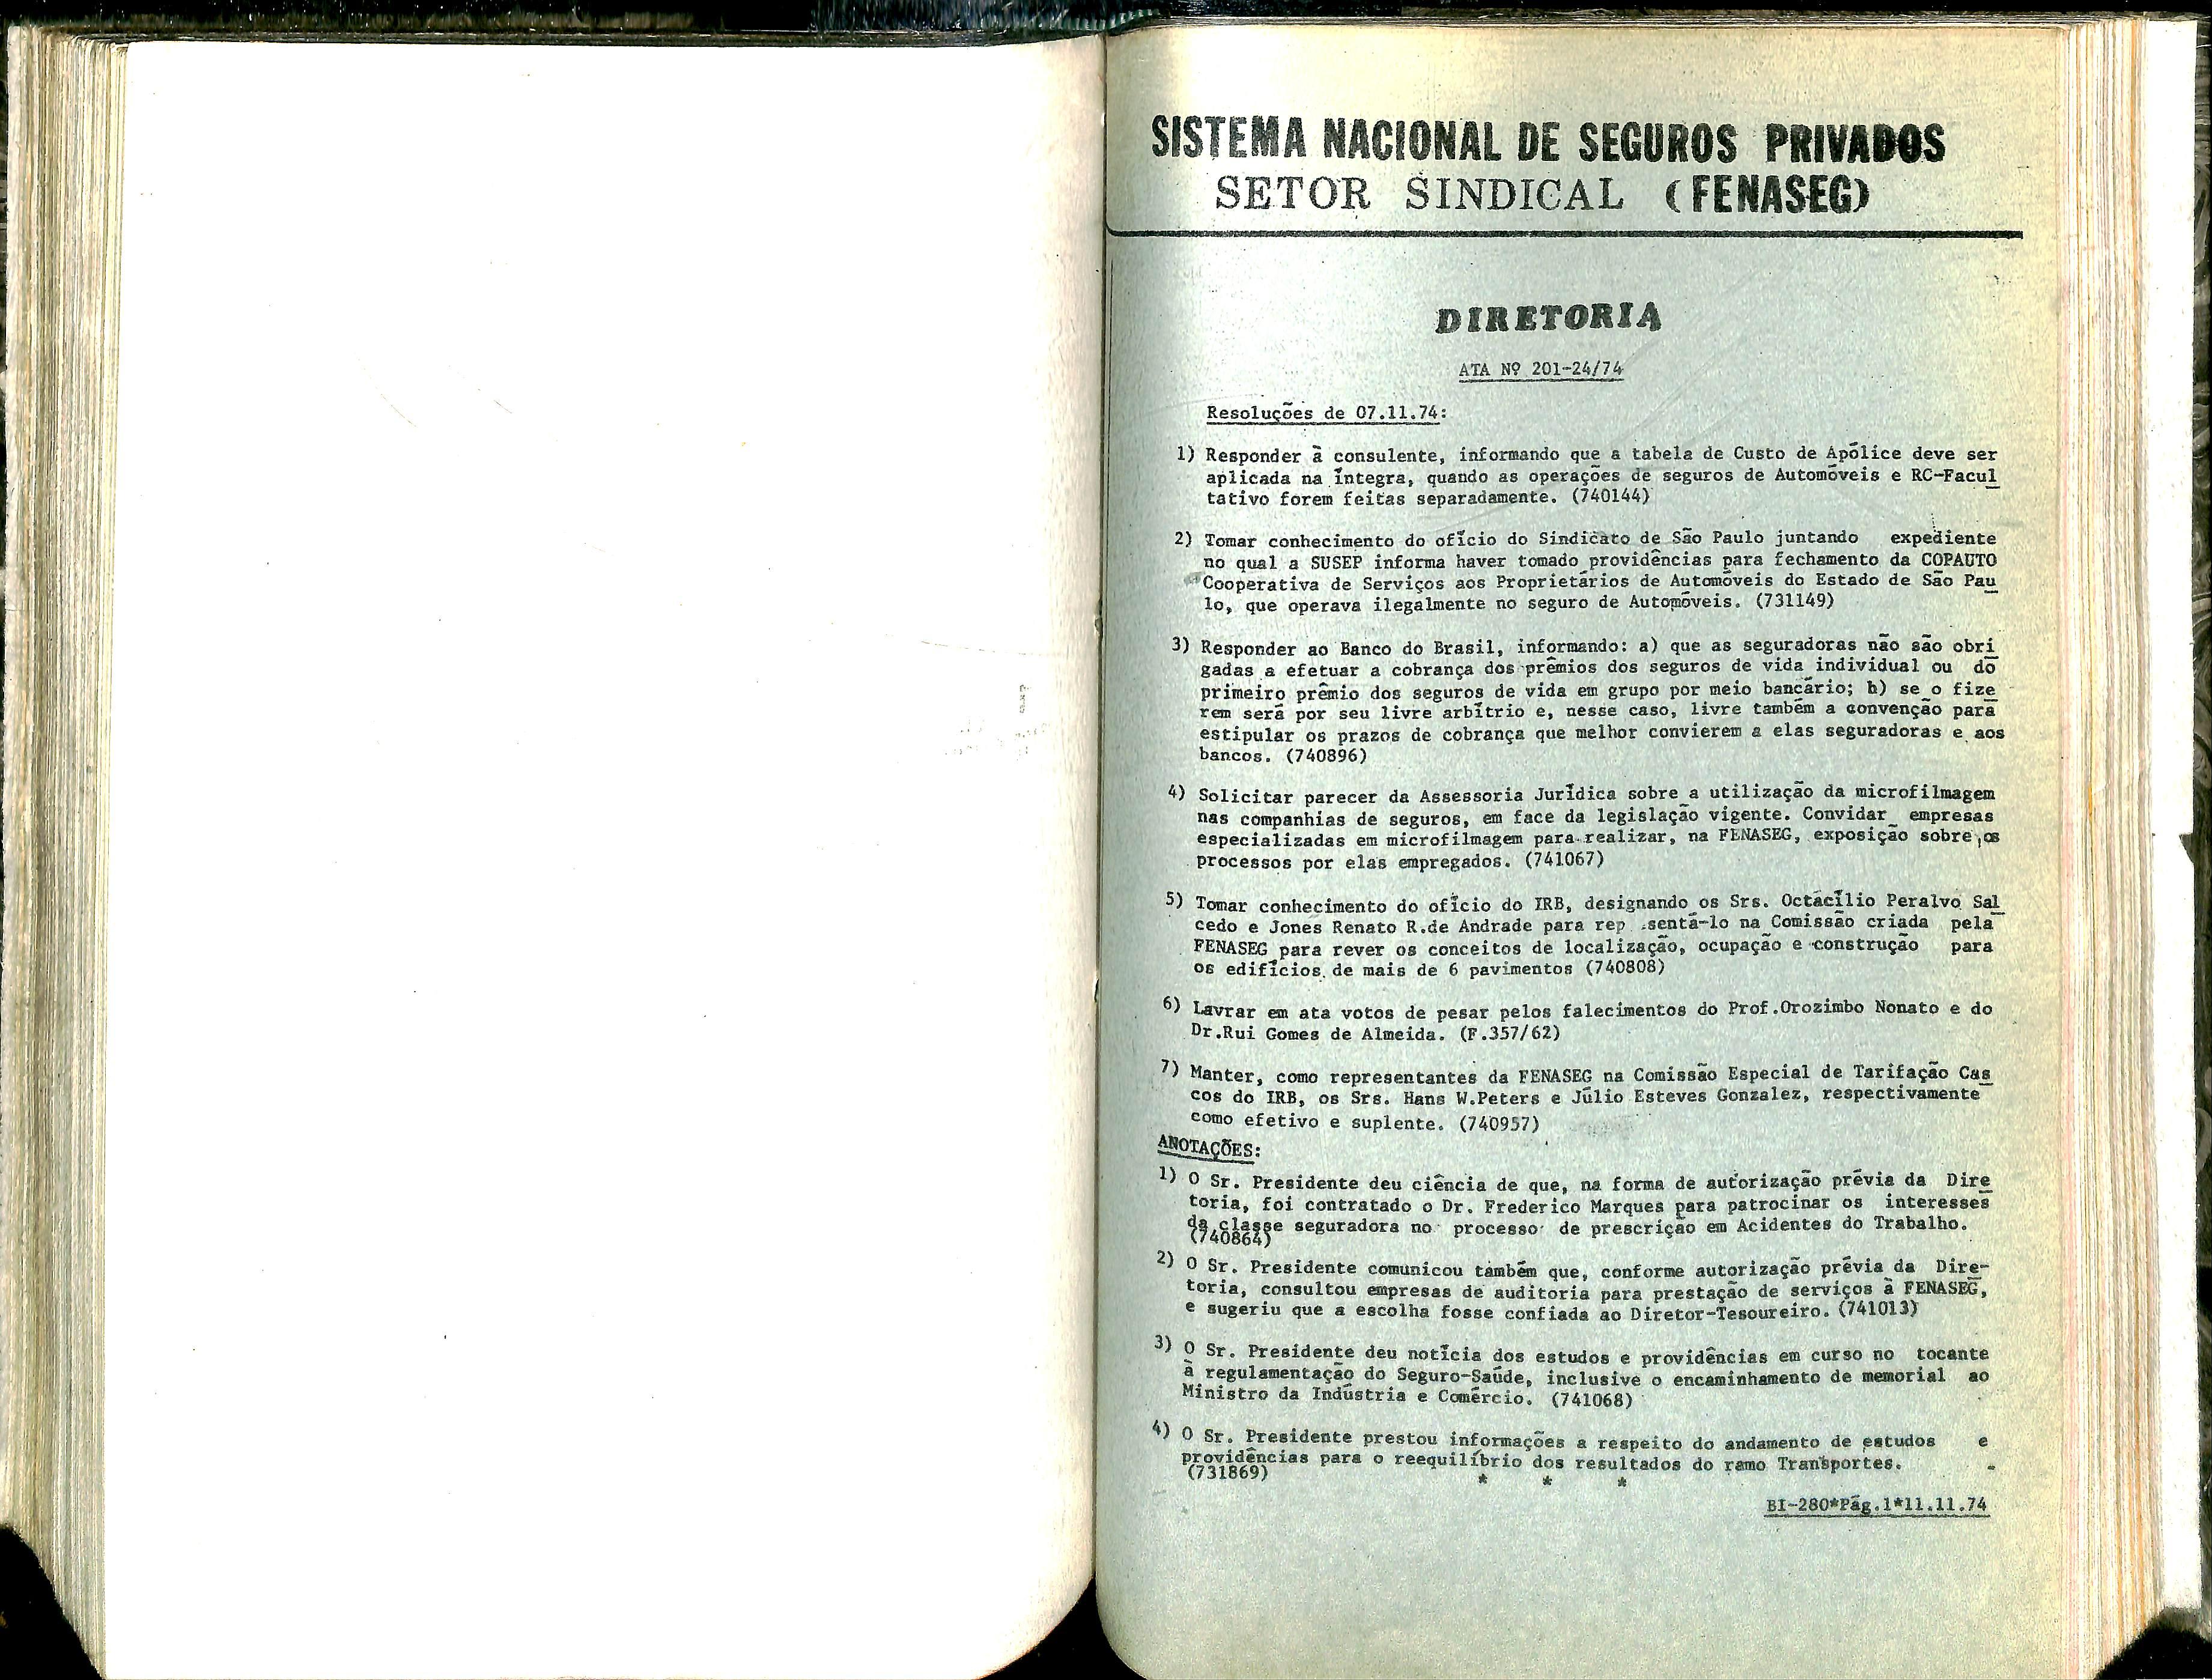 SISTEMA NACIONAL DE SEGUROS PRIVADOS
SETOR SINDICAL (FENASEG)
DIRETORIA
ATA Nº 201-24/74
Resoluções de 07.11.74:
1) Responder à consulente, informando que a tabela de Custo de Apólice deve ser
aplicada na íntegra, quando as operações de seguros de Automóveis e RC-Facul
tativo forem feitas separadamente. (740144)
2) Tomar conhecimento do ofício do Sindicato de São Paulo juntando expediente
no qual a SUSEP informa haver tomado providências para fechamento da COPAUTO
Cooperativa de Serviços aos Proprietários de Automóveis do Estado de São Pau
lo, que operava ilegalmente no seguro de Automóveis. (731149)
3) Responder ao Banco do Brasil, informando: a) que as seguradoras não são obri
gadas a efetuar a cobrança dos prêmios dos seguros de vida individual ou do
primeiro prêmio dos seguros de vida em grupo por meio bancário; b) se o fize
rem será por seu livre arbítrio e, nesse caso, livre também a convenção para
estipular os prazos de cobrança que melhor convierem a elas seguradoras e aos
bancos. (740896)
4) Solicitar parecer da Assessoria Jurídica sobre a utilização da microfilmagem
nas companhias de seguros, em face da legislação vigente. Convidar empresas
especializadas em microfilmagem para realizar, na FENASEG, exposição sobre os
processos por elas empregados. (741067)
5) Tomar conhecimento do ofício do IRB, designando os Srs. Octacílio Peralvo Sal
cedo e Jones Renato R.de Andrade para rep sentá-lo na Comissão criada pela
FENASEG para rever os conceitos de localização, ocupação e construção para
os edifícios de mais de 6 pavimentos (740808)
6) Lavrar em ata votos de pesar pelos falecimentos do Prof.Orozimbo Nonato e do
Dr.Rui Gomes de Almeida. (F.357/62)
7) Manter, como representantes da FENASEG na Comissão Especial de Tarifação Cas
cos do IRB, os Srs. Hans W.Peters e Júlio Esteves Gonzalez, respectivamente
como efetivo e suplente. (740957)
ANOTAÇÕES:
1) O Sr. Presidente deu ciência de que, na forma de autorização prévia da Dire
toria, foi contratado o Dr. Frederico Marques para patrocinar os interesses
da classe seguradora no processo de prescrição em Acidentes do Trabalho.
(740864)
2) O Sr. Presidente comunicou também que, conforme autorização prévia da Dire-
toria, consultou empresas de auditoria para prestação de serviços à FENASEG,
e sugeriu que a escolha fosse confiada ao Diretor-Tesoureiro. (741013)
3) O Sr. Presidente deu notícia dos estudos e providências em curso no tocante
à regulamentação do Seguro-Saúde, inclusive o encaminhamento de memorial ao
Ministro da Indústria e Comércio. (741068)
4) O Sr. Presidente prestou informações a respeito do andamento de estudos e
providências para o reequilíbrio dos resultados do ramo Transportes.
(731869)
* * *
BI-280*Pág.1*11.11.74